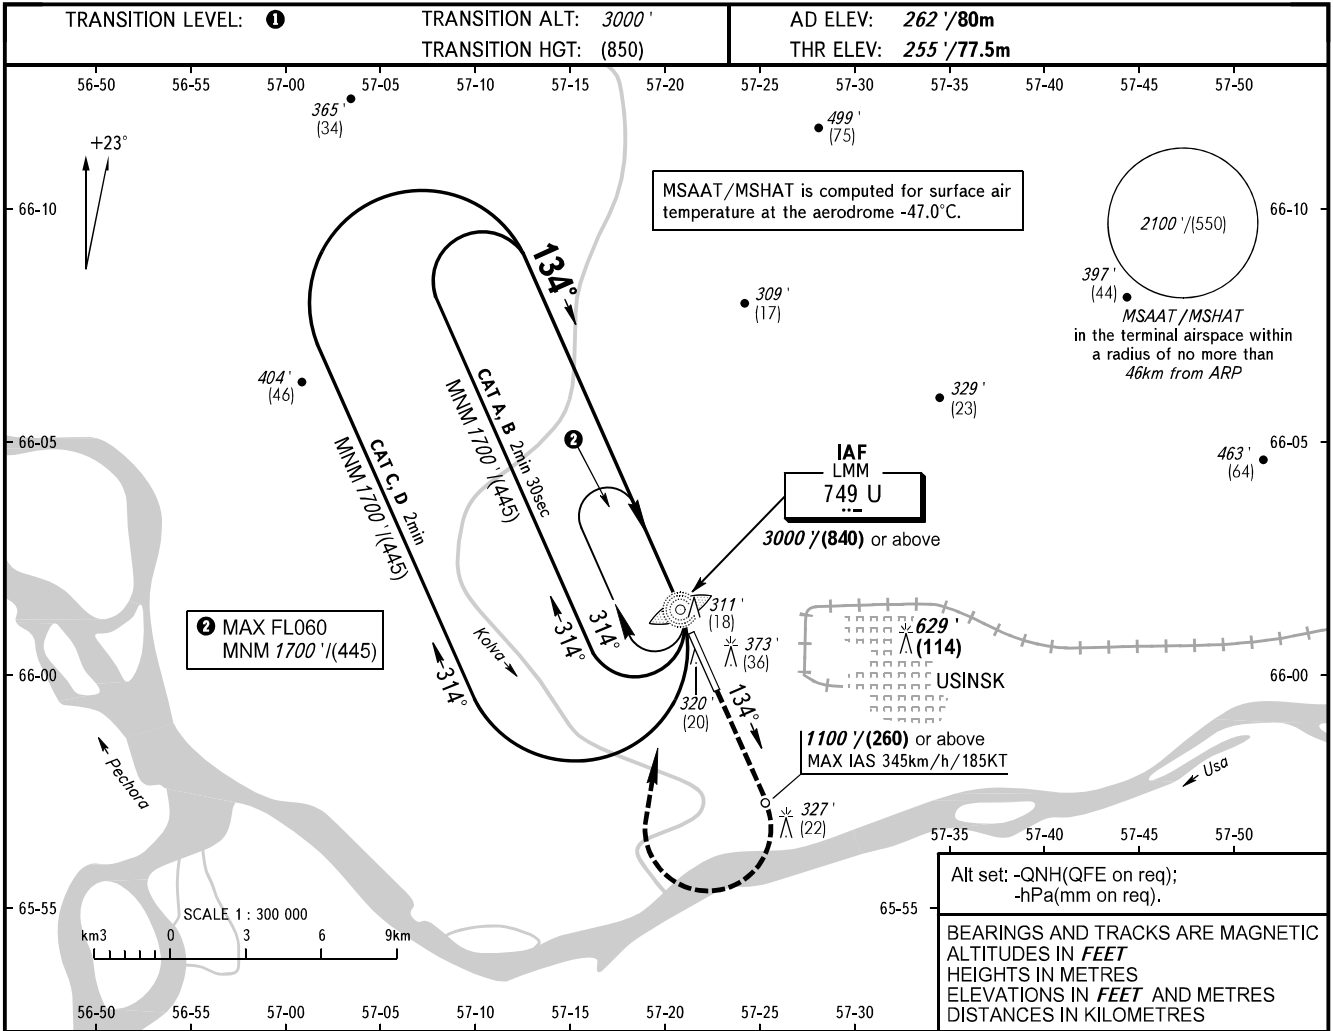 TRANSITION LEVEL: ❶
TRANSITION ALT: 3000'
TRANSITION HGT: (850)
AD ELEV: 262'/80m
THR ELEV: 255'/77.5m
56-50 56-55 57-00 57-05 57-10 57-15 57-20 57-25 57-30 57-35 57-40 57-45 57-50
365'
(34)
499'
(75)
+23°
MSAAT/MSHAT is computed for surface air
temperature at the aerodrome -47.0°C.
66-10
66-10
2100'/(550)
134°
397'
(44)
309'
(17)
MSAAT/MSHAT
in the terminal airspace within
a radius of no more than
46km from ARP
404'
(46)
329'
(23)
CAT A, B 2min 30sec
MNM 1700'/(445)
CAT C, D 2min
MNM 1700'/(445)
❷
66-05
66-05
IAF
LMM
749 U
3000'/(840) or above
463'
(64)
❷ MAX FL060
MNM 1700'/(445)
311'
(18)
314°
314°
314°
Kolva
373'
(36)
629'
(114)
USINSK
66-00
66-00
320'
(20)
134°
1100'/(260) or above
MAX IAS 345km/h/185KT
Pechora
Usa
327'
(22)
57-35 57-40 57-45 57-50
65-55
65-55
SCALE 1 : 300 000
km3 0 3 6 9km
Alt set: -QNH(QFE on req);
-hPa(mm on req).
BEARINGS AND TRACKS ARE MAGNETIC
ALTITUDES IN FEET
HEIGHTS IN METRES
ELEVATIONS IN FEET AND METRES
DISTANCES IN KILOMETRES
56-50 56-55 57-00 57-05 57-10 57-15 57-20 57-25 57-30